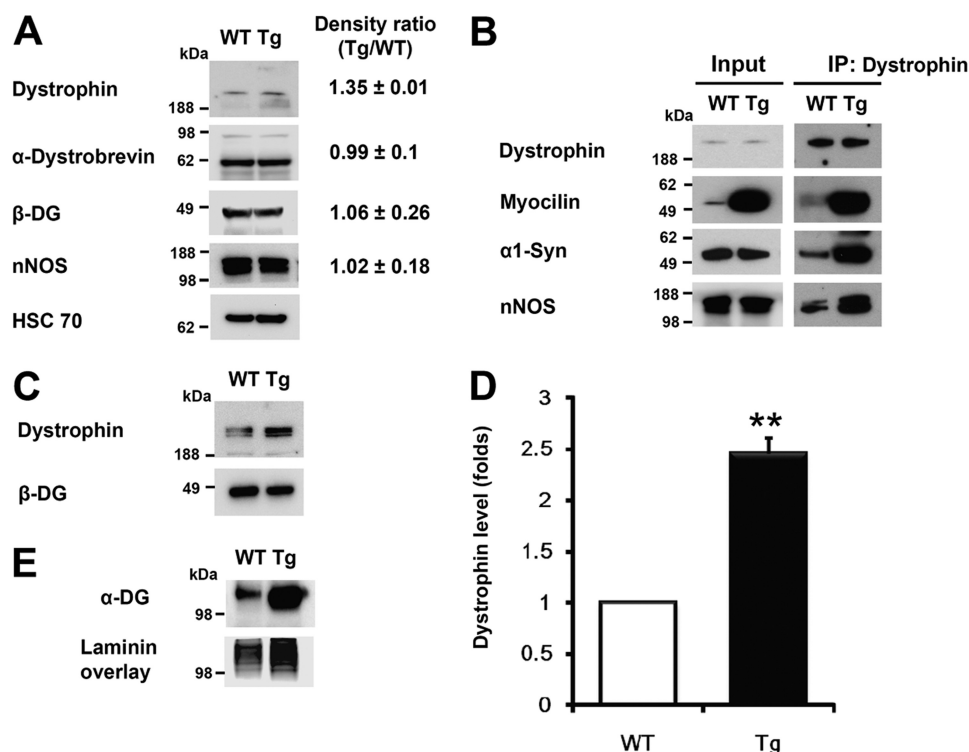 A
WT Tg
Density ratio
(Tg/WT)
kDa
Dystrophin
188
1.35 ± 0.01
98
α-Dystrobrevin
62
0.99 ± 0.1
β-DG
49
1.06 ± 0.26
nNOS
188
98
1.02 ± 0.18
HSC 70
62
B
Input
IP: Dystrophin
kDa
WT Tg
WT Tg
Dystrophin
188
Myocilin
62
49
α1-Syn
62
49
nNOS
188
98
C
WT Tg
kDa
Dystrophin
188
β-DG
49
D
Dystrophin level (folds)
3
2.5
2
1.5
1
0.5
0
**
WT
Tg
E
WT Tg
kDa
α-DG
98
Laminin
overlay
98